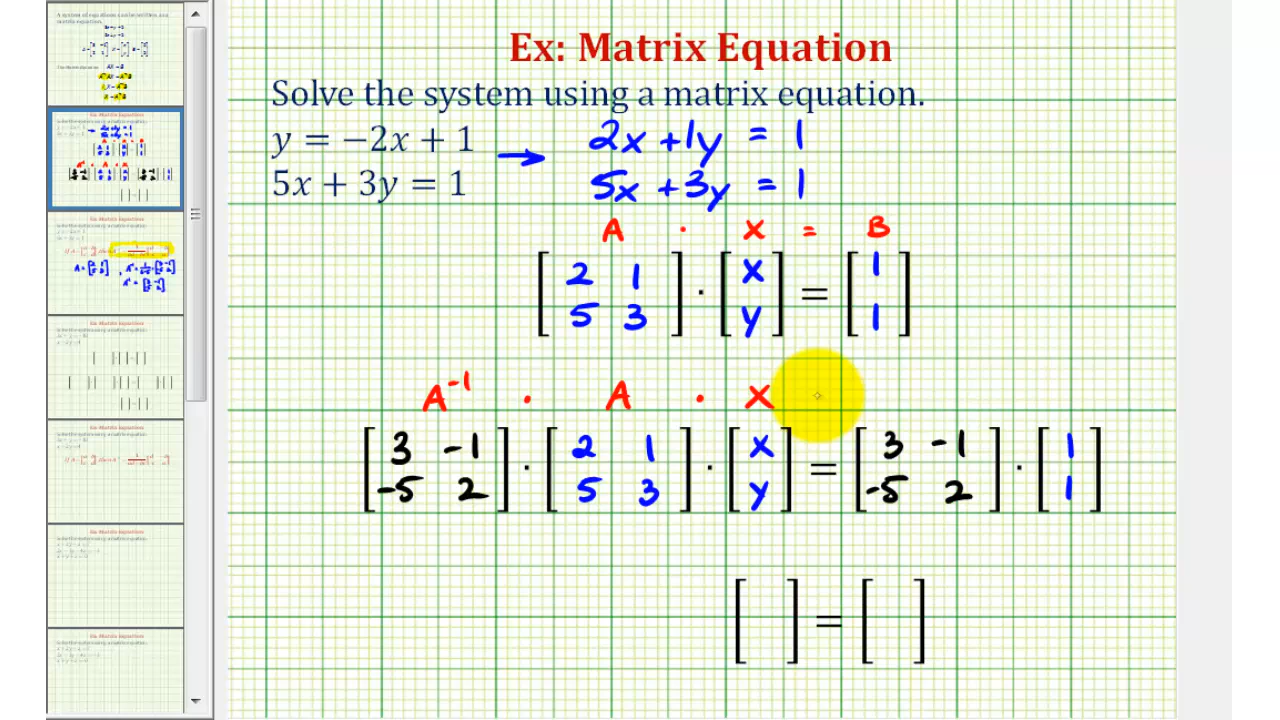 Ex: Matrix Equation
Solve the system using a matrix equation.
y = −2x + 1 → 2x + 1y = 1
5x + 3y = 1 5x + 3y = 1
A · X = B
[2 1] · [x] = [1]
[5 3] [y] [1]
A⁻¹ · A · X
[3 -1] · [2 1] · [x] = [3 -1] · [1]
[-5 2] [5 3] [y] [-5 2] [1]
[ ] = [ ]